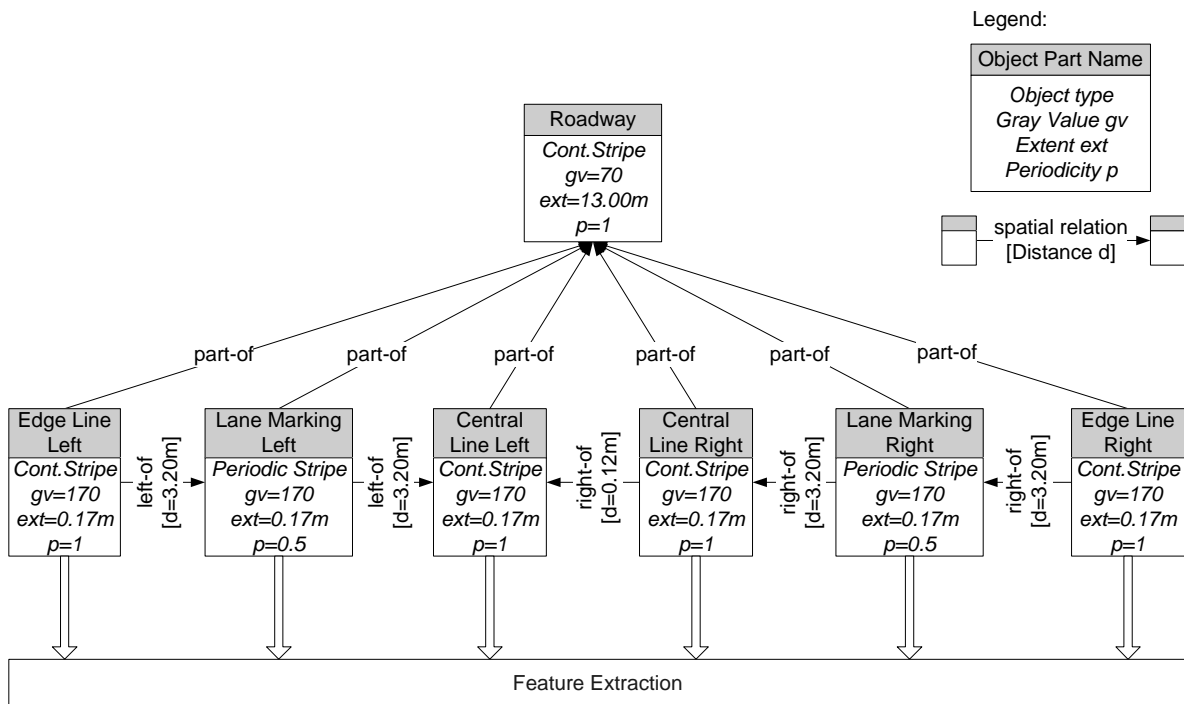 Legend:
Object Part Name
Object type
Gray Value gv
Extent ext
Periodicity p
spatial relation
[Distance d]
Roadway
Cont.Stripe
gv=70
ext=13.00m
p=1
part-of
part-of
part-of
part-of
part-of
part-of
Edge Line
Left
Cont.Stripe
gv=170
ext=0.17m
p=1
left-of
[d=3.20m]
Lane Marking
Left
Periodic Stripe
gv=170
ext=0.17m
p=0.5
left-of
[d=3.20m]
Central
Line Left
Cont.Stripe
gv=170
ext=0.17m
p=1
right-of
[d=0.12m]
Central
Line Right
Cont.Stripe
gv=170
ext=0.17m
p=1
right-of
[d=3.20m]
Lane Marking
Right
Periodic Stripe
gv=170
ext=0.17m
p=0.5
right-of
[d=3.20m]
Edge Line
Right
Cont.Stripe
gv=170
ext=0.17m
p=1
Feature Extraction